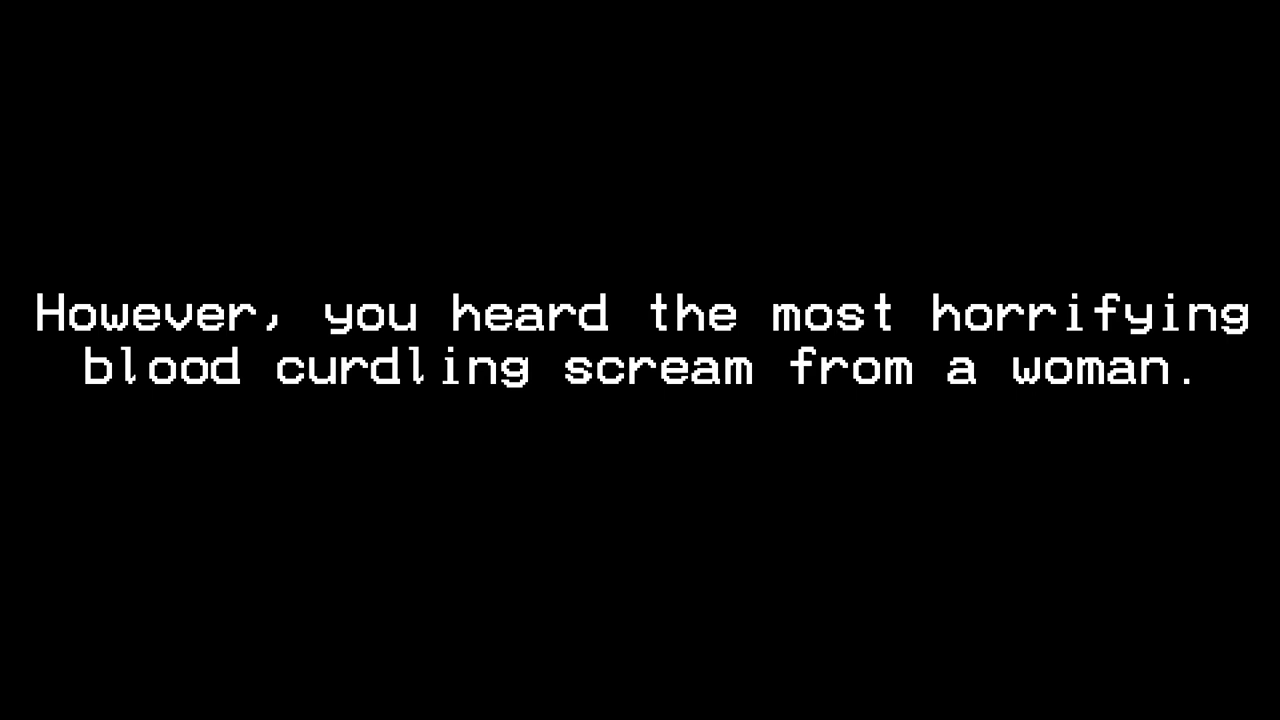 However, you heard the most horrifying
blood curdling scream from a woman.